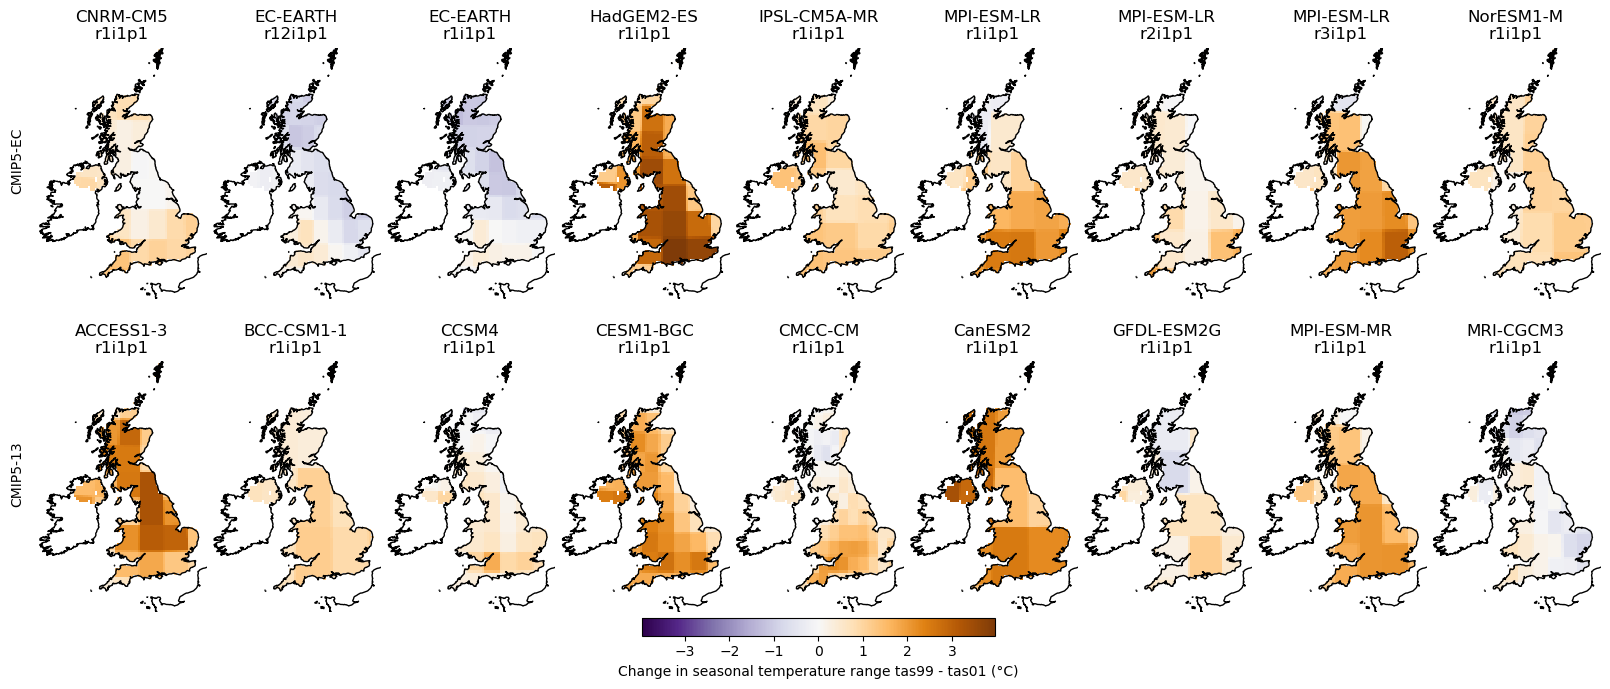 CNRM-CM5
r1i1p1
EC-EARTH
r12i1p1
EC-EARTH
r1i1p1
HadGEM2-ES
r1i1p1
IPSL-CM5A-MR
r1i1p1
MPI-ESM-LR
r1i1p1
MPI-ESM-LR
r2i1p1
MPI-ESM-LR
r3i1p1
NorESM1-M
r1i1p1
CMIP5-EC
ACCESS1-3
r1i1p1
BCC-CSM1-1
r1i1p1
CCSM4
r1i1p1
CESM1-BGC
r1i1p1
CMCC-CM
r1i1p1
CanESM2
r1i1p1
GFDL-ESM2G
r1i1p1
MPI-ESM-MR
r1i1p1
MRI-CGCM3
r1i1p1
CMIP5-13
−3 −2 −1 0 1 2 3
Change in seasonal temperature range tas99 - tas01 (°C)